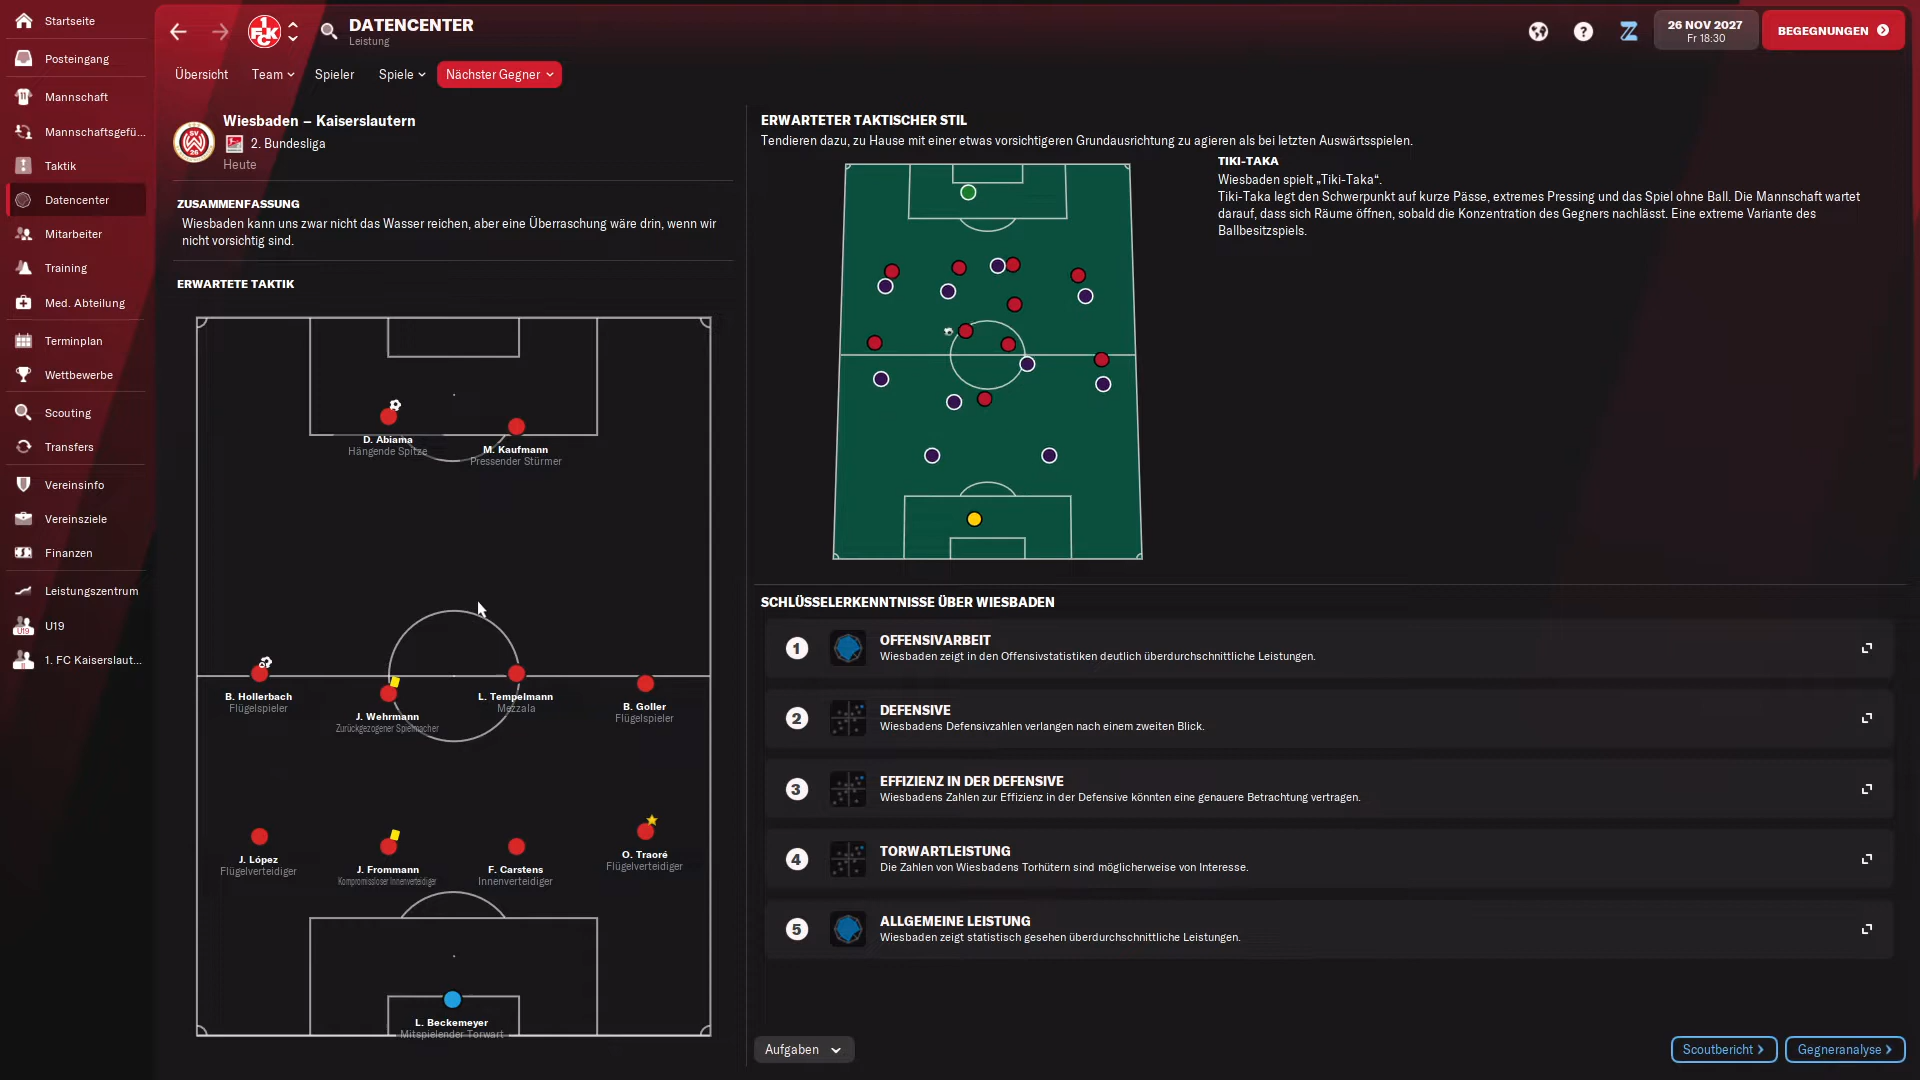 Startseite
Posteingang
Mannschaft
Mannschaftsgefü...
Taktik
Datencenter
Mitarbeiter
Training
Med. Abteilung
Terminplan
Wettbewerbe
Scouting
Transfers
Vereinsinfo
Vereinsziele
Finanzen
Leistungszentrum
U19
1. FC Kaiserslaut...
DATENCENTER
Leistung
26 NOV 2027
Fr 18:30
BEGEGNUNGEN
Übersicht
Team
Spieler
Spiele
Nächster Gegner
Wiesbaden – Kaiserslautern
2. Bundesliga
Heute
ZUSAMMENFASSUNG
Wiesbaden kann uns zwar nicht das Wasser reichen, aber eine Überraschung wäre drin, wenn wir
nicht vorsichtig sind.
ERWARTETE TAKTIK
D. Abiama
Hängende Spitze
M. Kaufmann
Pressender Stürmer
B. Hollerbach
Flügelspieler
J. Wehrmann
Zurückgezogener Spielmacher
L. Tempelmann
Mezzala
B. Goller
Flügelspieler
J. López
Flügelverteidiger
J. Frommann
Kompromissloser Innenverteidiger
F. Carstens
Innenverteidiger
O. Traoré
Flügelverteidiger
L. Beckemeyer
Mitspielender Torwart
ERWARTETER TAKTISCHER STIL
Tendieren dazu, zu Hause mit einer etwas vorsichtigeren Grundausrichtung zu agieren als bei letzten Auswärtsspielen.
TIKI-TAKA
Wiesbaden spielt „Tiki-Taka“.
Tiki-Taka legt den Schwerpunkt auf kurze Pässe, extremes Pressing und das Spiel ohne Ball. Die Mannschaft wartet
darauf, dass sich Räume öffnen, sobald die Konzentration des Gegners nachlässt. Eine extreme Variante des
Ballbesitzspiels.
SCHLÜSSELERKENNTNISSE ÜBER WIESBADEN
1
OFFENSIVARBEIT
Wiesbaden zeigt in den Offensivstatistiken deutlich überdurchschnittliche Leistungen.
2
DEFENSIVE
Wiesbadens Defensivzahlen verlangen nach einem zweiten Blick.
3
EFFIZIENZ IN DER DEFENSIVE
Wiesbadens Zahlen zur Effizienz in der Defensive könnten eine genauere Betrachtung vertragen.
4
TORWARTLEISTUNG
Die Zahlen von Wiesbadens Torhütern sind möglicherweise von Interesse.
5
ALLGEMEINE LEISTUNG
Wiesbaden zeigt statistisch gesehen überdurchschnittliche Leistungen.
Aufgaben
Scoutbericht
Gegneranalyse